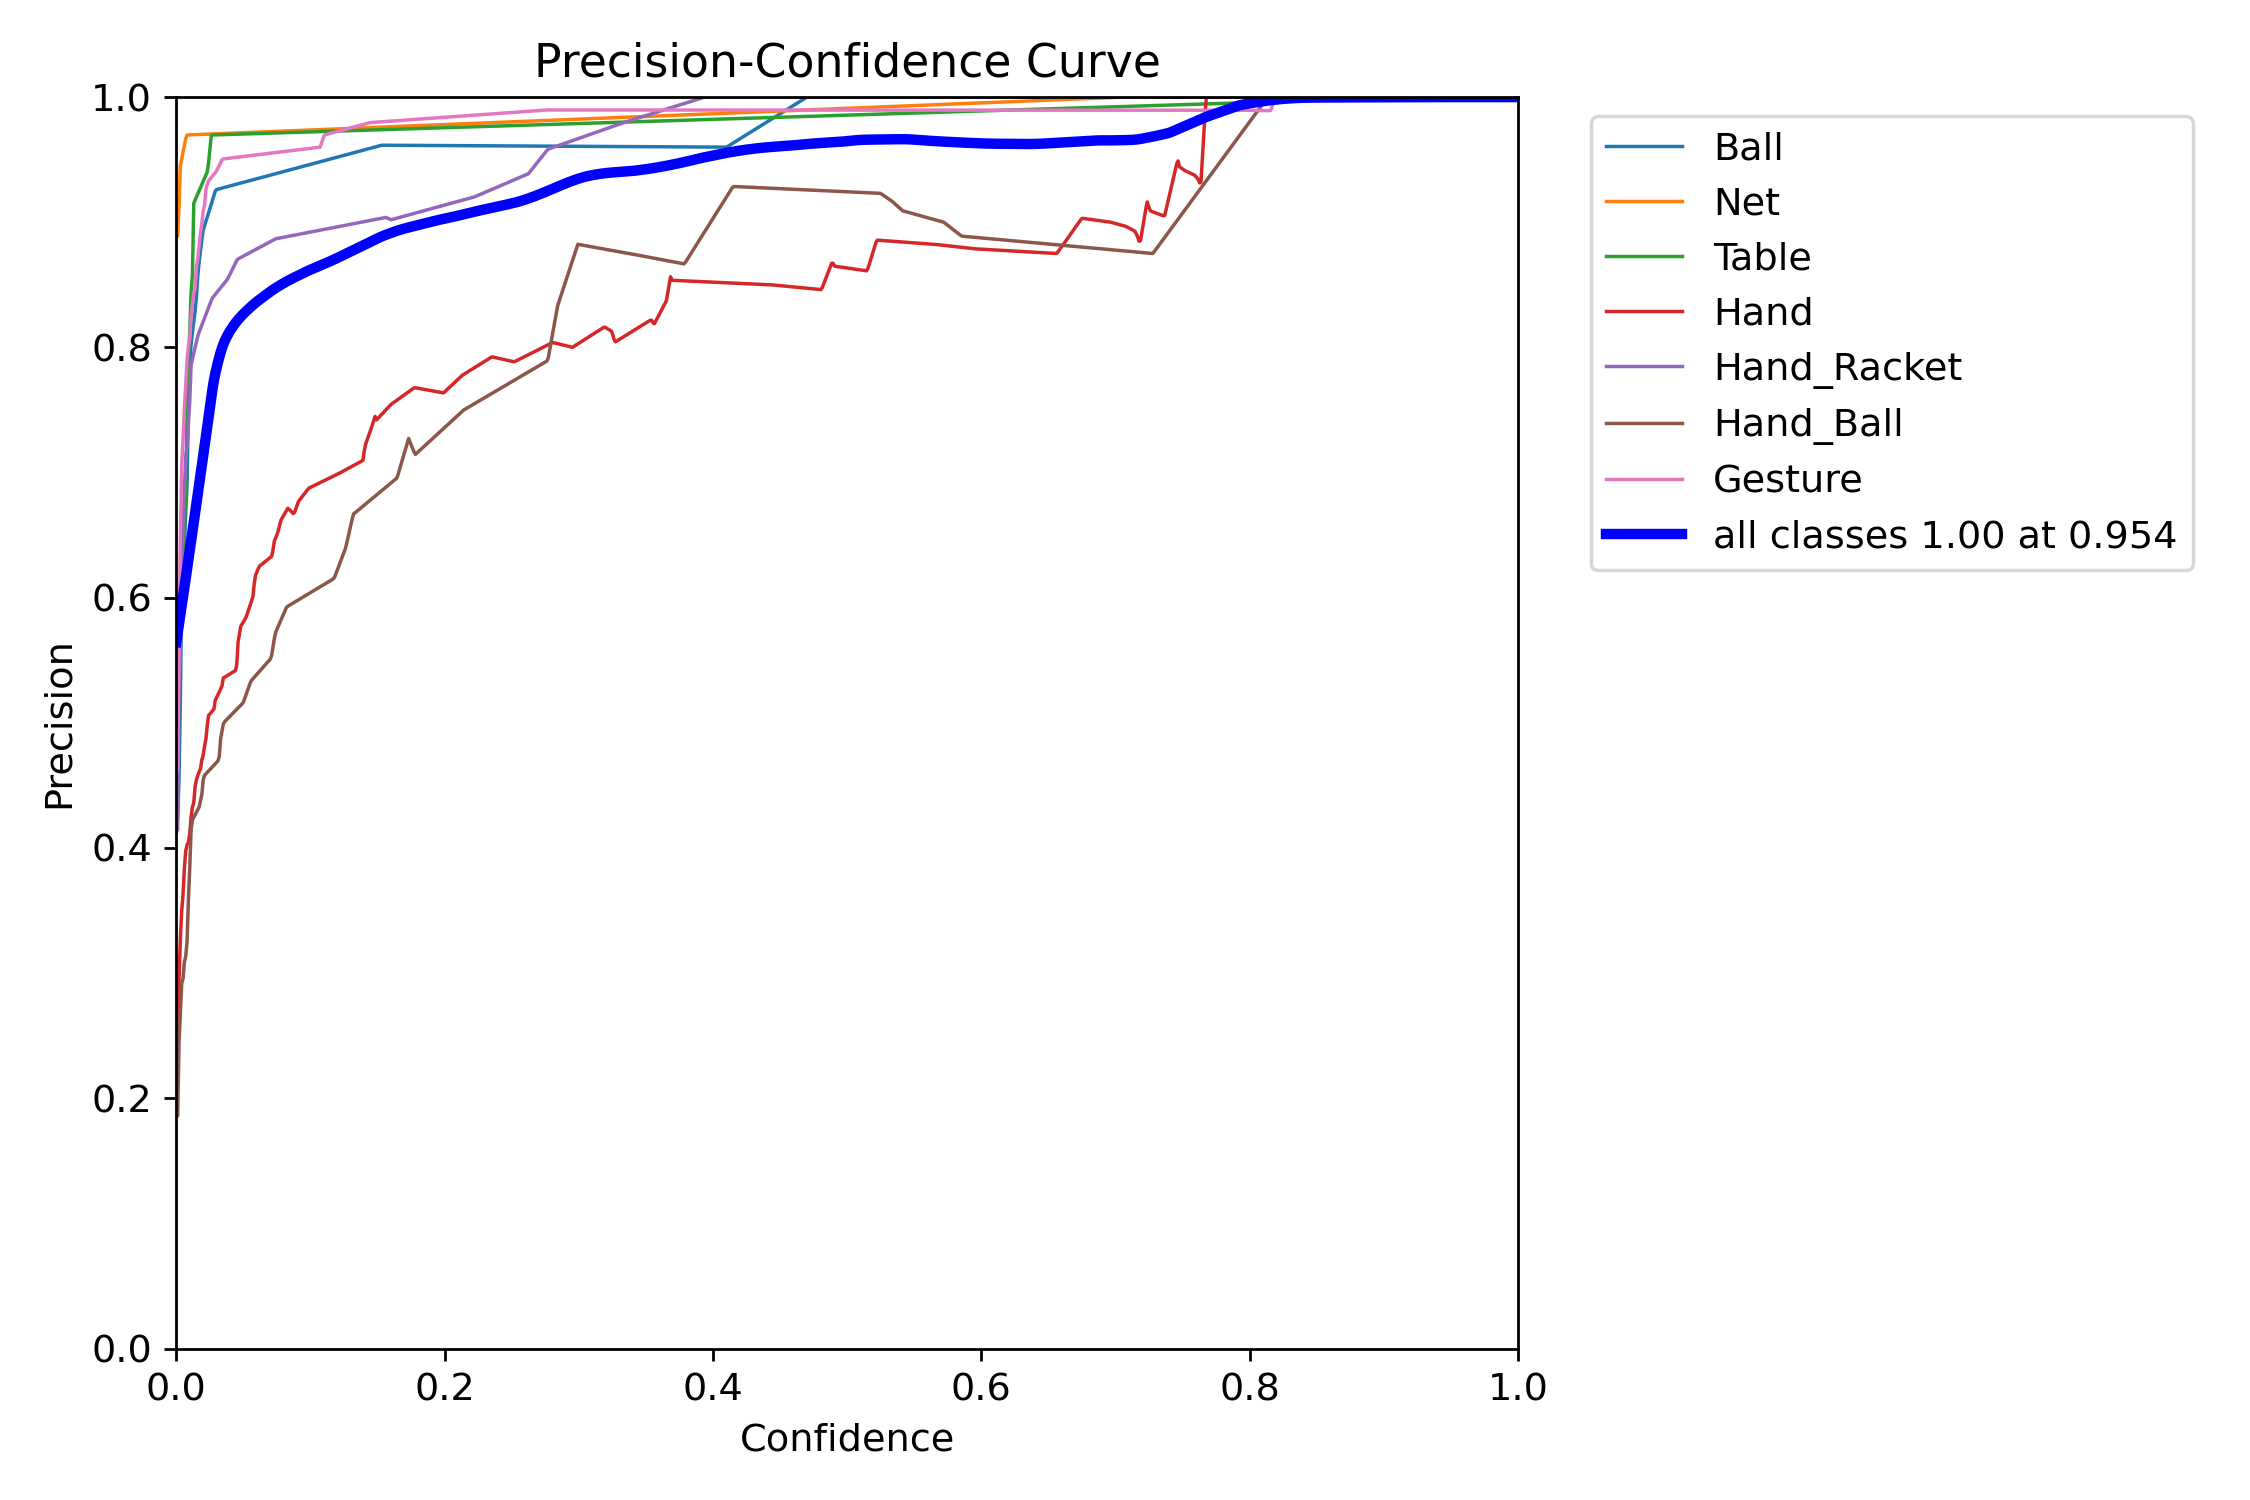 Precision-Confidence Curve
1.0
0.8
0.6
0.4
0.2
0.0
Precision
0.0 0.2 0.4 0.6 0.8 1.0
Confidence
Ball
Net
Table
Hand
Hand_Racket
Hand_Ball
Gesture
all classes 1.00 at 0.954